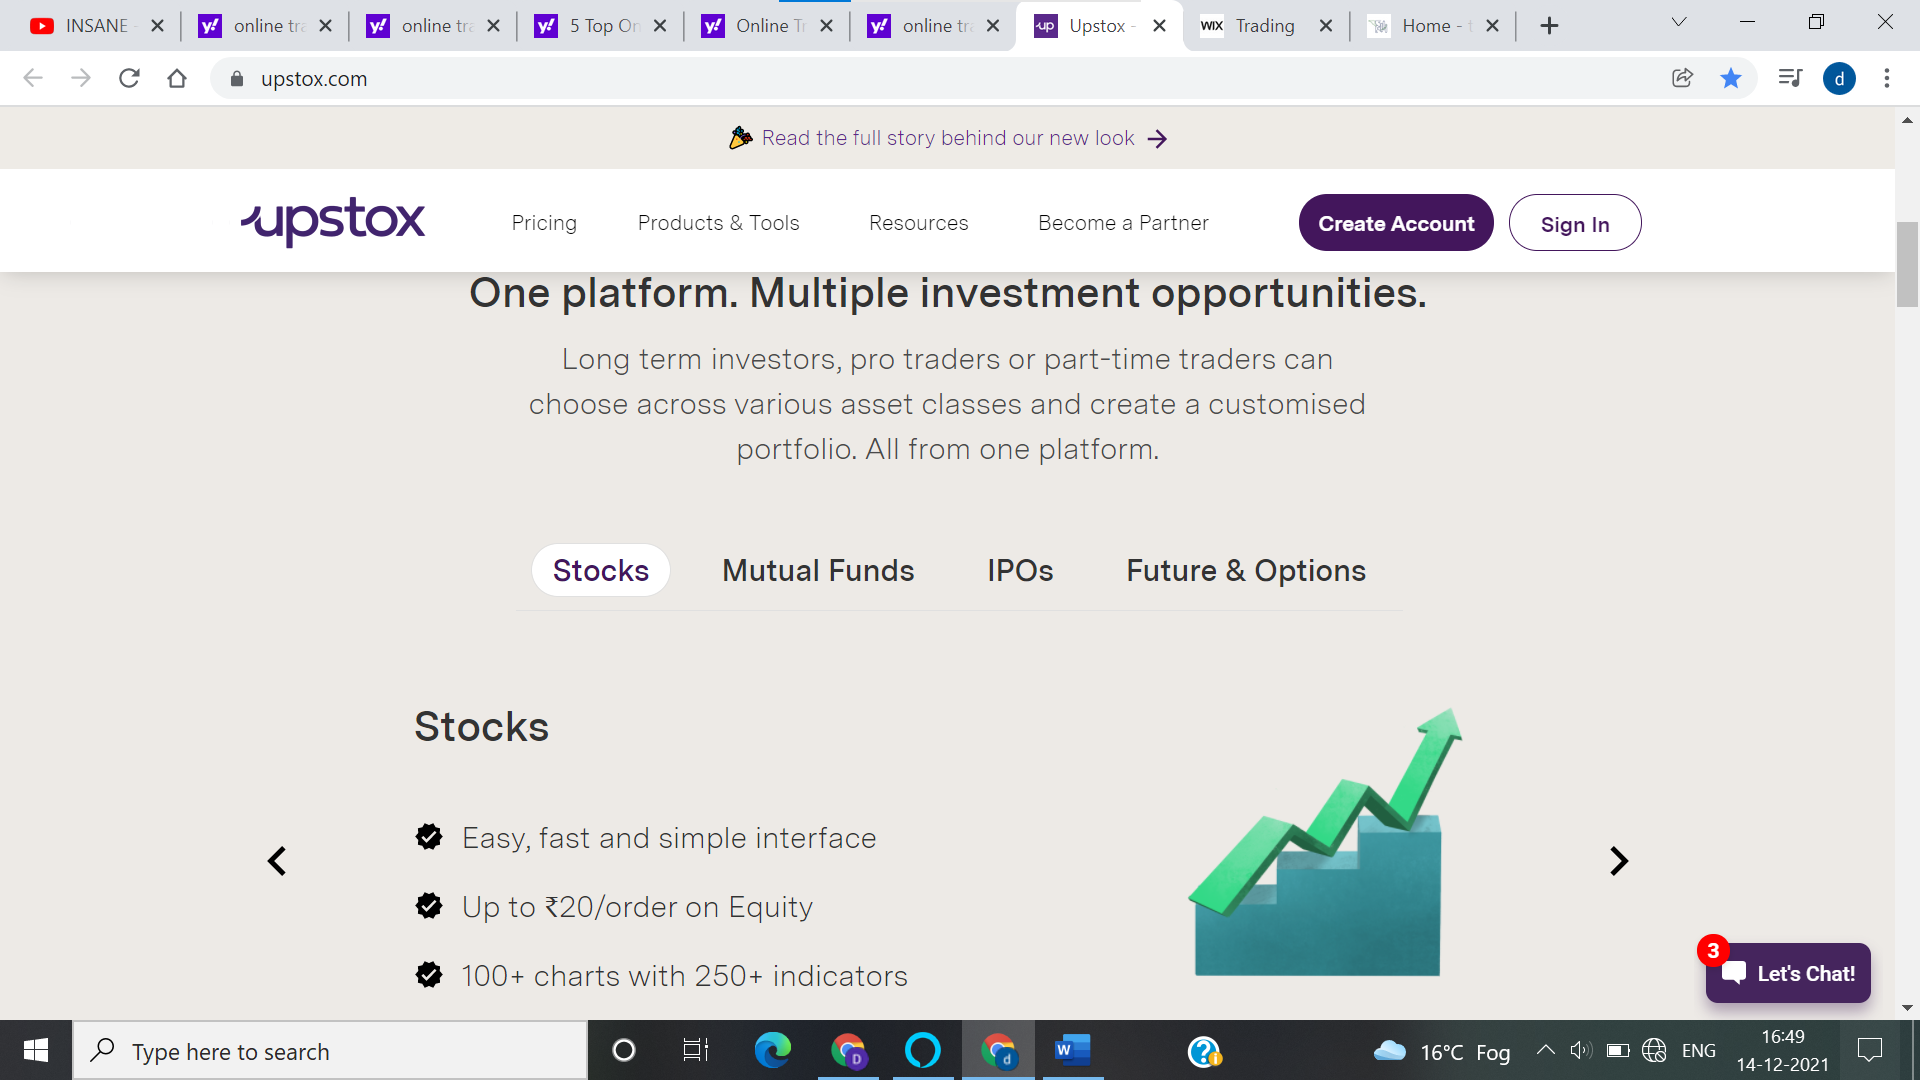 INSANE -
online tra
online tra
5 Top On
Online Tr
online tra
Upstox -
Trading
Home - t
upstox.com
d
Read the full story behind our new look →
upstox
Pricing
Products & Tools
Resources
Become a Partner
Create Account
Sign In
One platform. Multiple investment opportunities.
Long term investors, pro traders or part-time traders can
choose across various asset classes and create a customised
portfolio. All from one platform.
Stocks
Mutual Funds
IPOs
Future & Options
Stocks
Easy, fast and simple interface
Up to ₹20/order on Equity
100+ charts with 250+ indicators
3
Let's Chat!
Type here to search
16°C Fog
ENG
16:49
14-12-2021